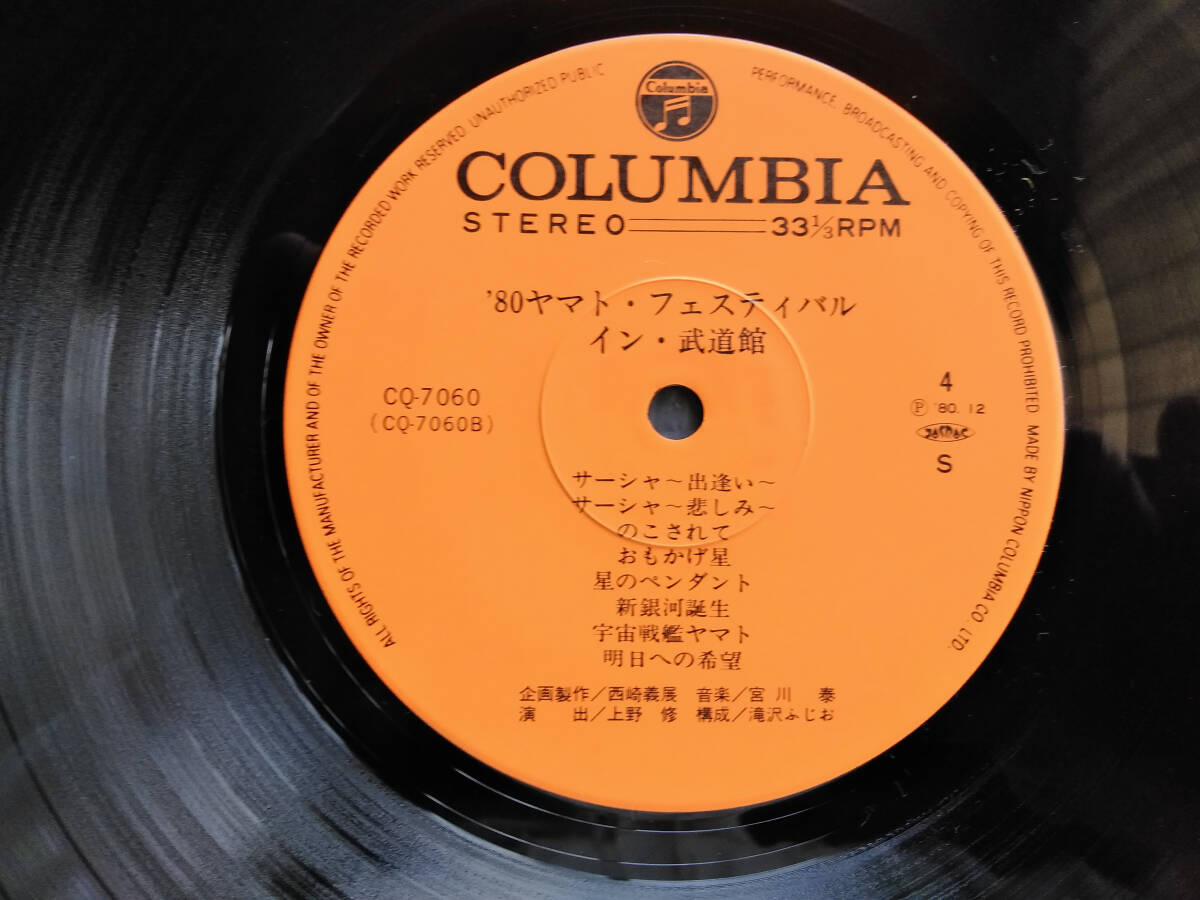 Columbia
COLUMBIA
STEREO 33 1/3 RPM
'80ヤマト・フェスティバル
イン・武道館
CQ-7060
(CQ-7060B)
4
Ⓟ '80. 12
JASRAC
S
サーシャ～出逢い～
サーシャ～悲しみ～
のこされて
おもかげ星
星のペンダント
新銀河誕生
宇宙戦艦ヤマト
明日への希望
企画製作/西崎義展 音楽/宮川 泰
演 出/上野 修 構成/滝沢ふじお
ALL RIGHTS OF THE MANUFACTURER AND OF THE OWNER OF THE RECORDED WORK RESERVED. UNAUTHORIZED PUBLIC PERFORMANCE, BROADCASTING AND COPYING OF THIS RECORD PROHIBITED. MADE BY NIPPON COLUMBIA CO., LTD.